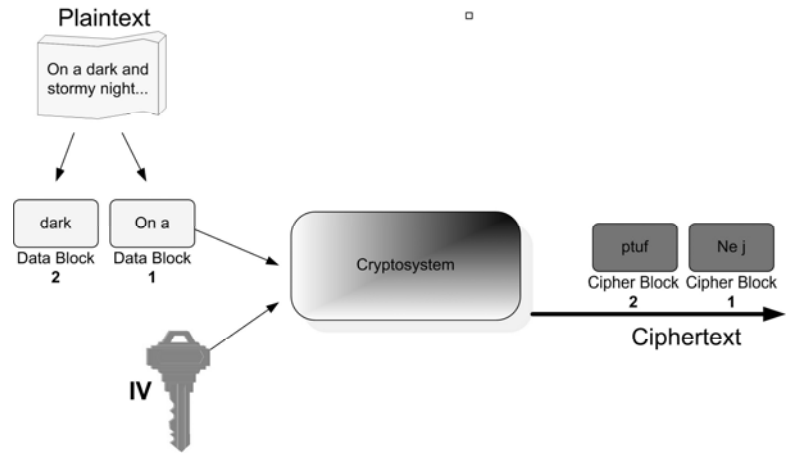 Plaintext
On a dark and
stormy night...
dark
On a
Data Block
2
Data Block
1
Cryptosystem
ptuf
Ne j
Cipher Block
2
Cipher Block
1
Ciphertext
IV